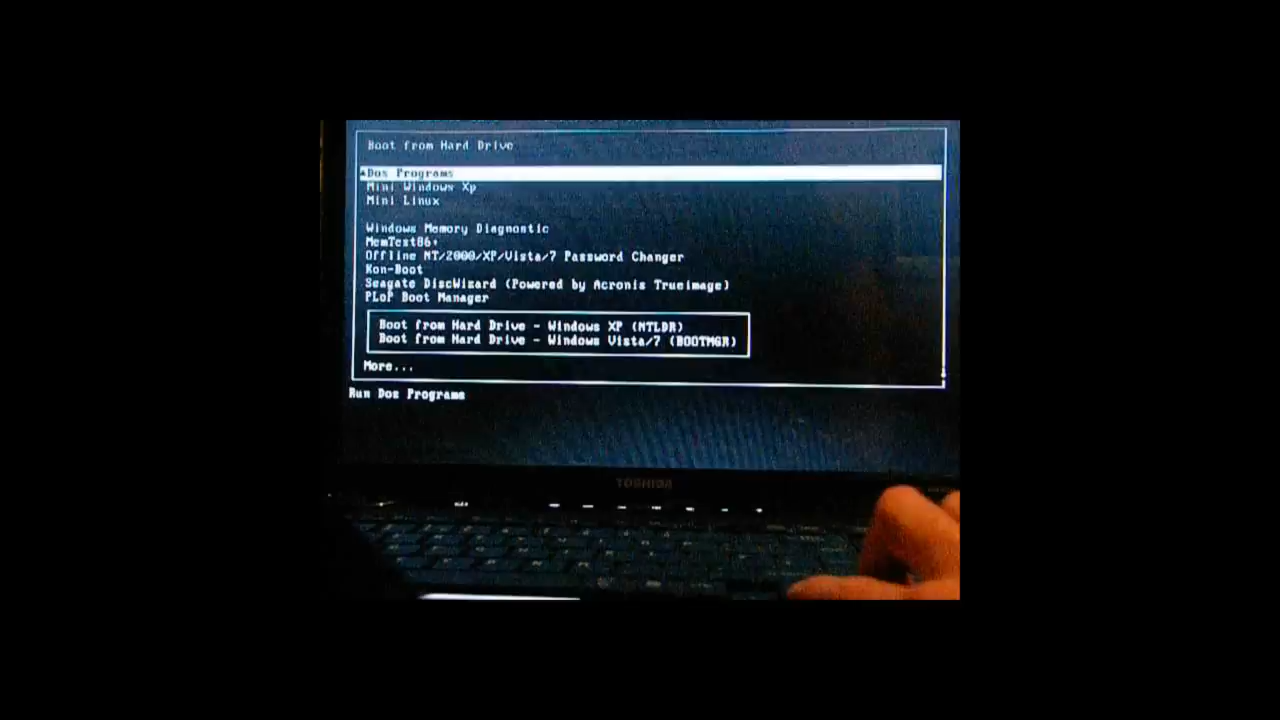 Boot from Hard Drive
Dos Programs
Mini Windows Xp
Mini Linux
Windows Memory Diagnostic
MemTest86+
Offline NT/2000/XP/Vista/7 Password Changer
Kon-Boot
Seagate DiscWizard (Powered by Acronis TrueImage)
PLoP Boot Manager
Boot from Hard Drive - Windows XP (NTLDR)
Boot from Hard Drive - Windows Vista/7 (BOOTMGR)
More...
Run Dos Programs
TOSHIBA